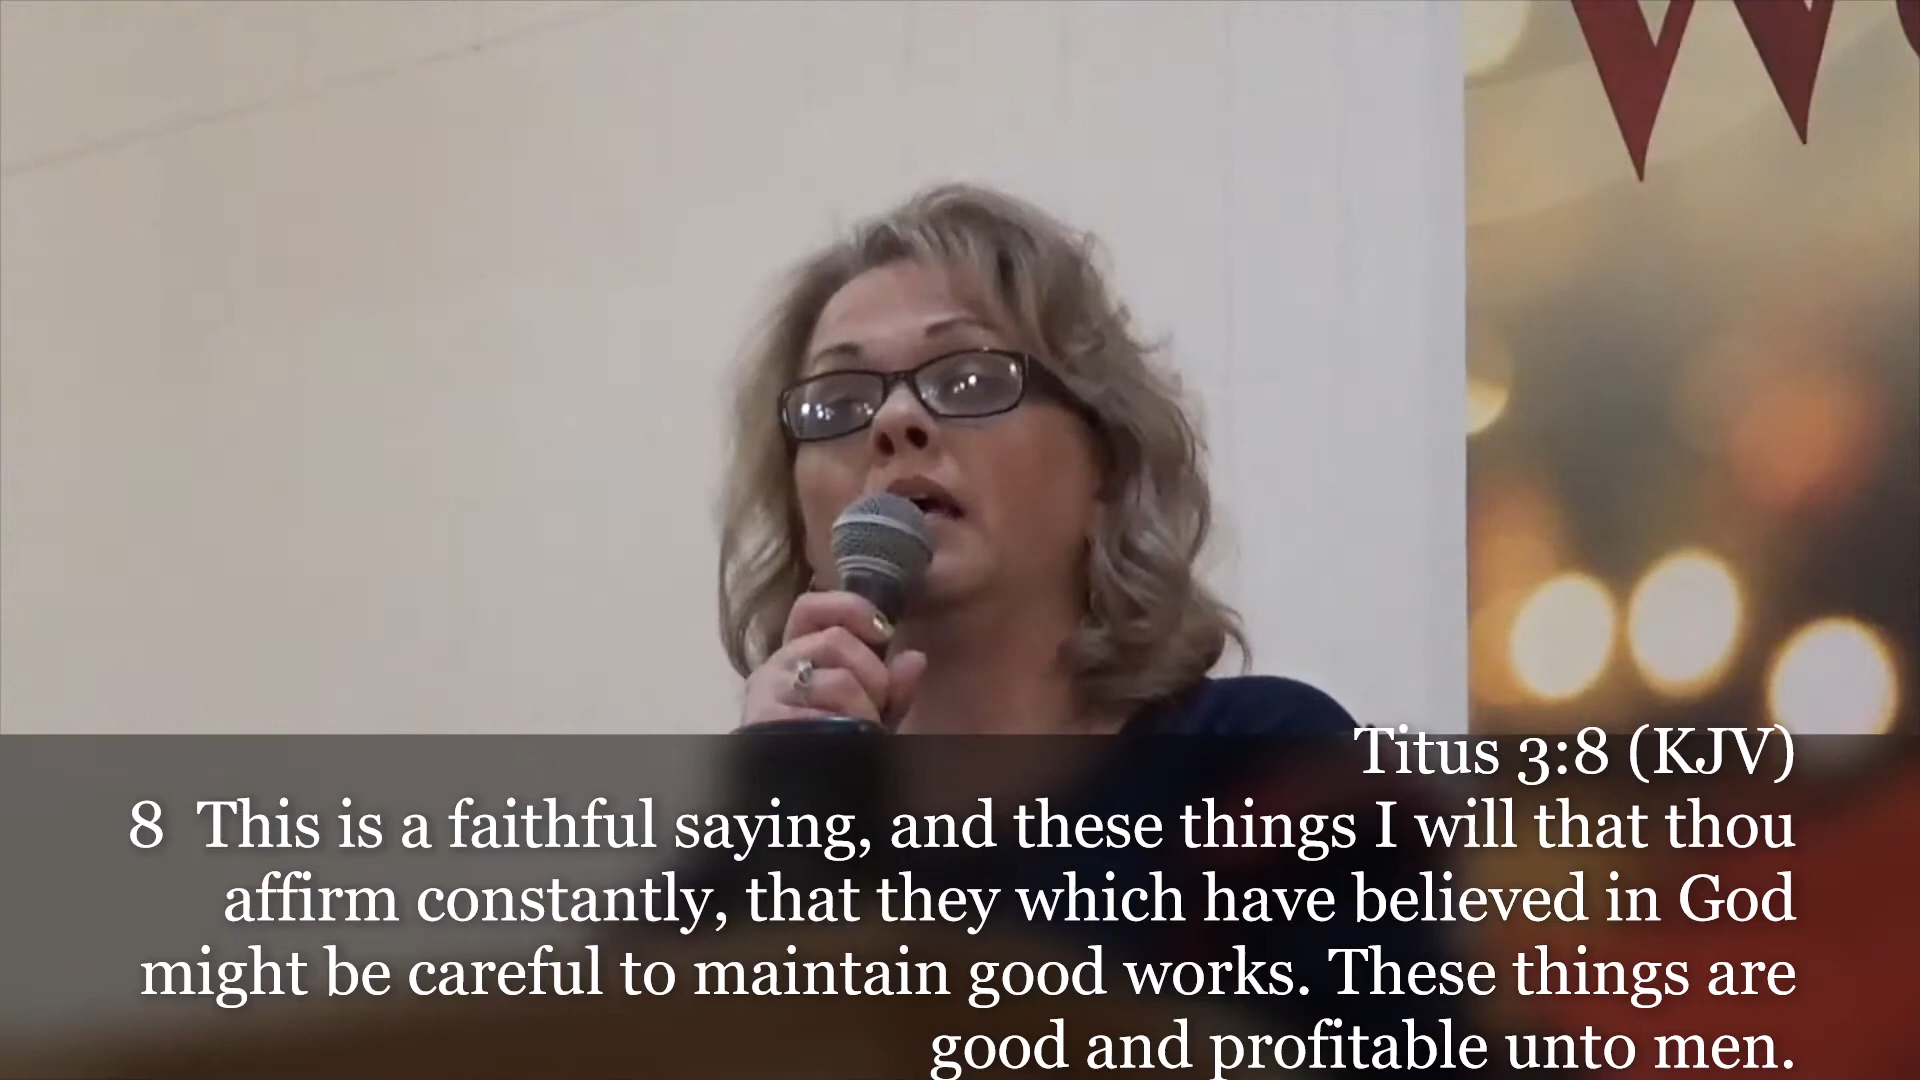 W
Titus 3:8 (KJV)
8 This is a faithful saying, and these things I will that thou
affirm constantly, that they which have believed in God
might be careful to maintain good works. These things are
good and profitable unto men.